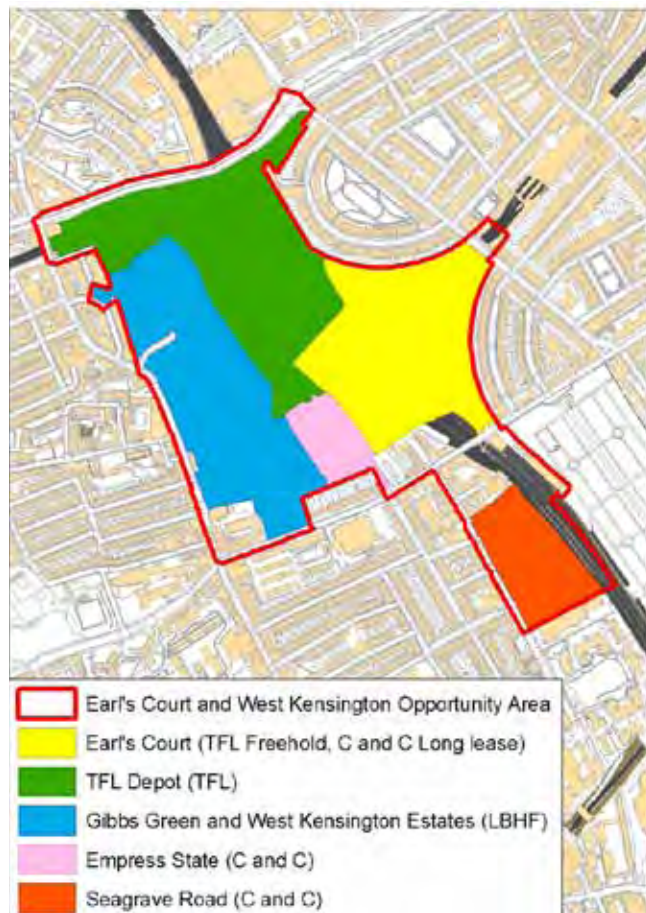 Earl's Court and West Kensington Opportunity Area
Earl's Court (TFL Freehold, C and C Long lease)
TFL Depot (TFL)
Gibbs Green and West Kensington Estates (LBHF)
Empress State (C and C)
Seagrave Road (C and C)